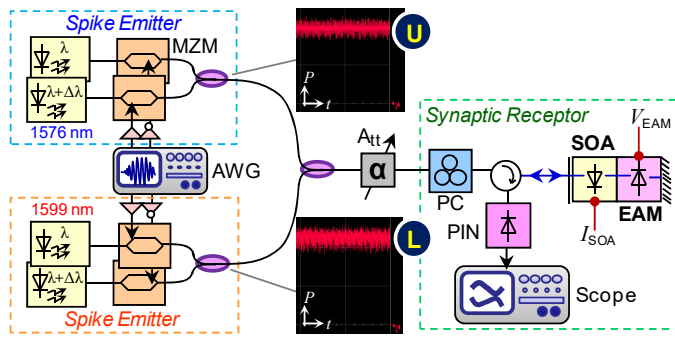 Spike Emitter
λ
λ+Δλ
1576 nm
MZM
P
t
U
AWG
1599 nm
λ
λ+Δλ
Spike Emitter
P
t
L
Att
α
Synaptic Receptor
PC
PIN
Scope
SOA
EAM
VEAM
ISOA